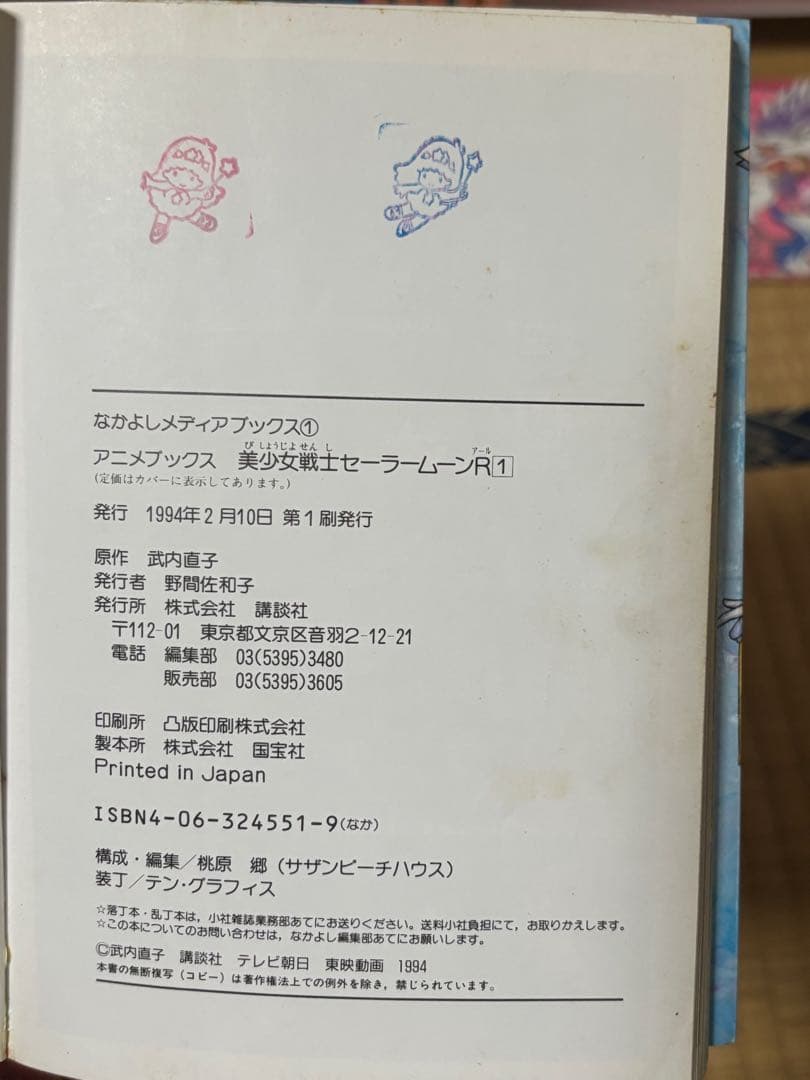 なかよしメディアブックス①
アニメブックス 美少女戦士セーラームーンR1
びしょうじょせんし アール
(定価はカバーに表示してあります。)
発行 1994年2月10日 第1刷発行
原作 武内直子
発行者 野間佐和子
発行所 株式会社 講談社
〒112-01 東京都文京区音羽2-12-21
電話 編集部 03(5395)3480
販売部 03(5395)3605
印刷所 凸版印刷株式会社
製本所 株式会社 国宝社
Printed in Japan
ISBN4-06-324551-9(なか)
構成・編集/桃原 郷(サザンピーチハウス)
装丁/テン・グラフィス
☆落丁本・乱丁本は,小社雑誌業務部あてにお送りください。送料小社負担にて,お取りかえします。
☆この本についてのお問い合わせは,なかよし編集部あてにお願いします。
©武内直子 講談社 テレビ朝日 東映動画 1994
本書の無断複写(コピー)は著作権法上での例外を除き,禁じられています。